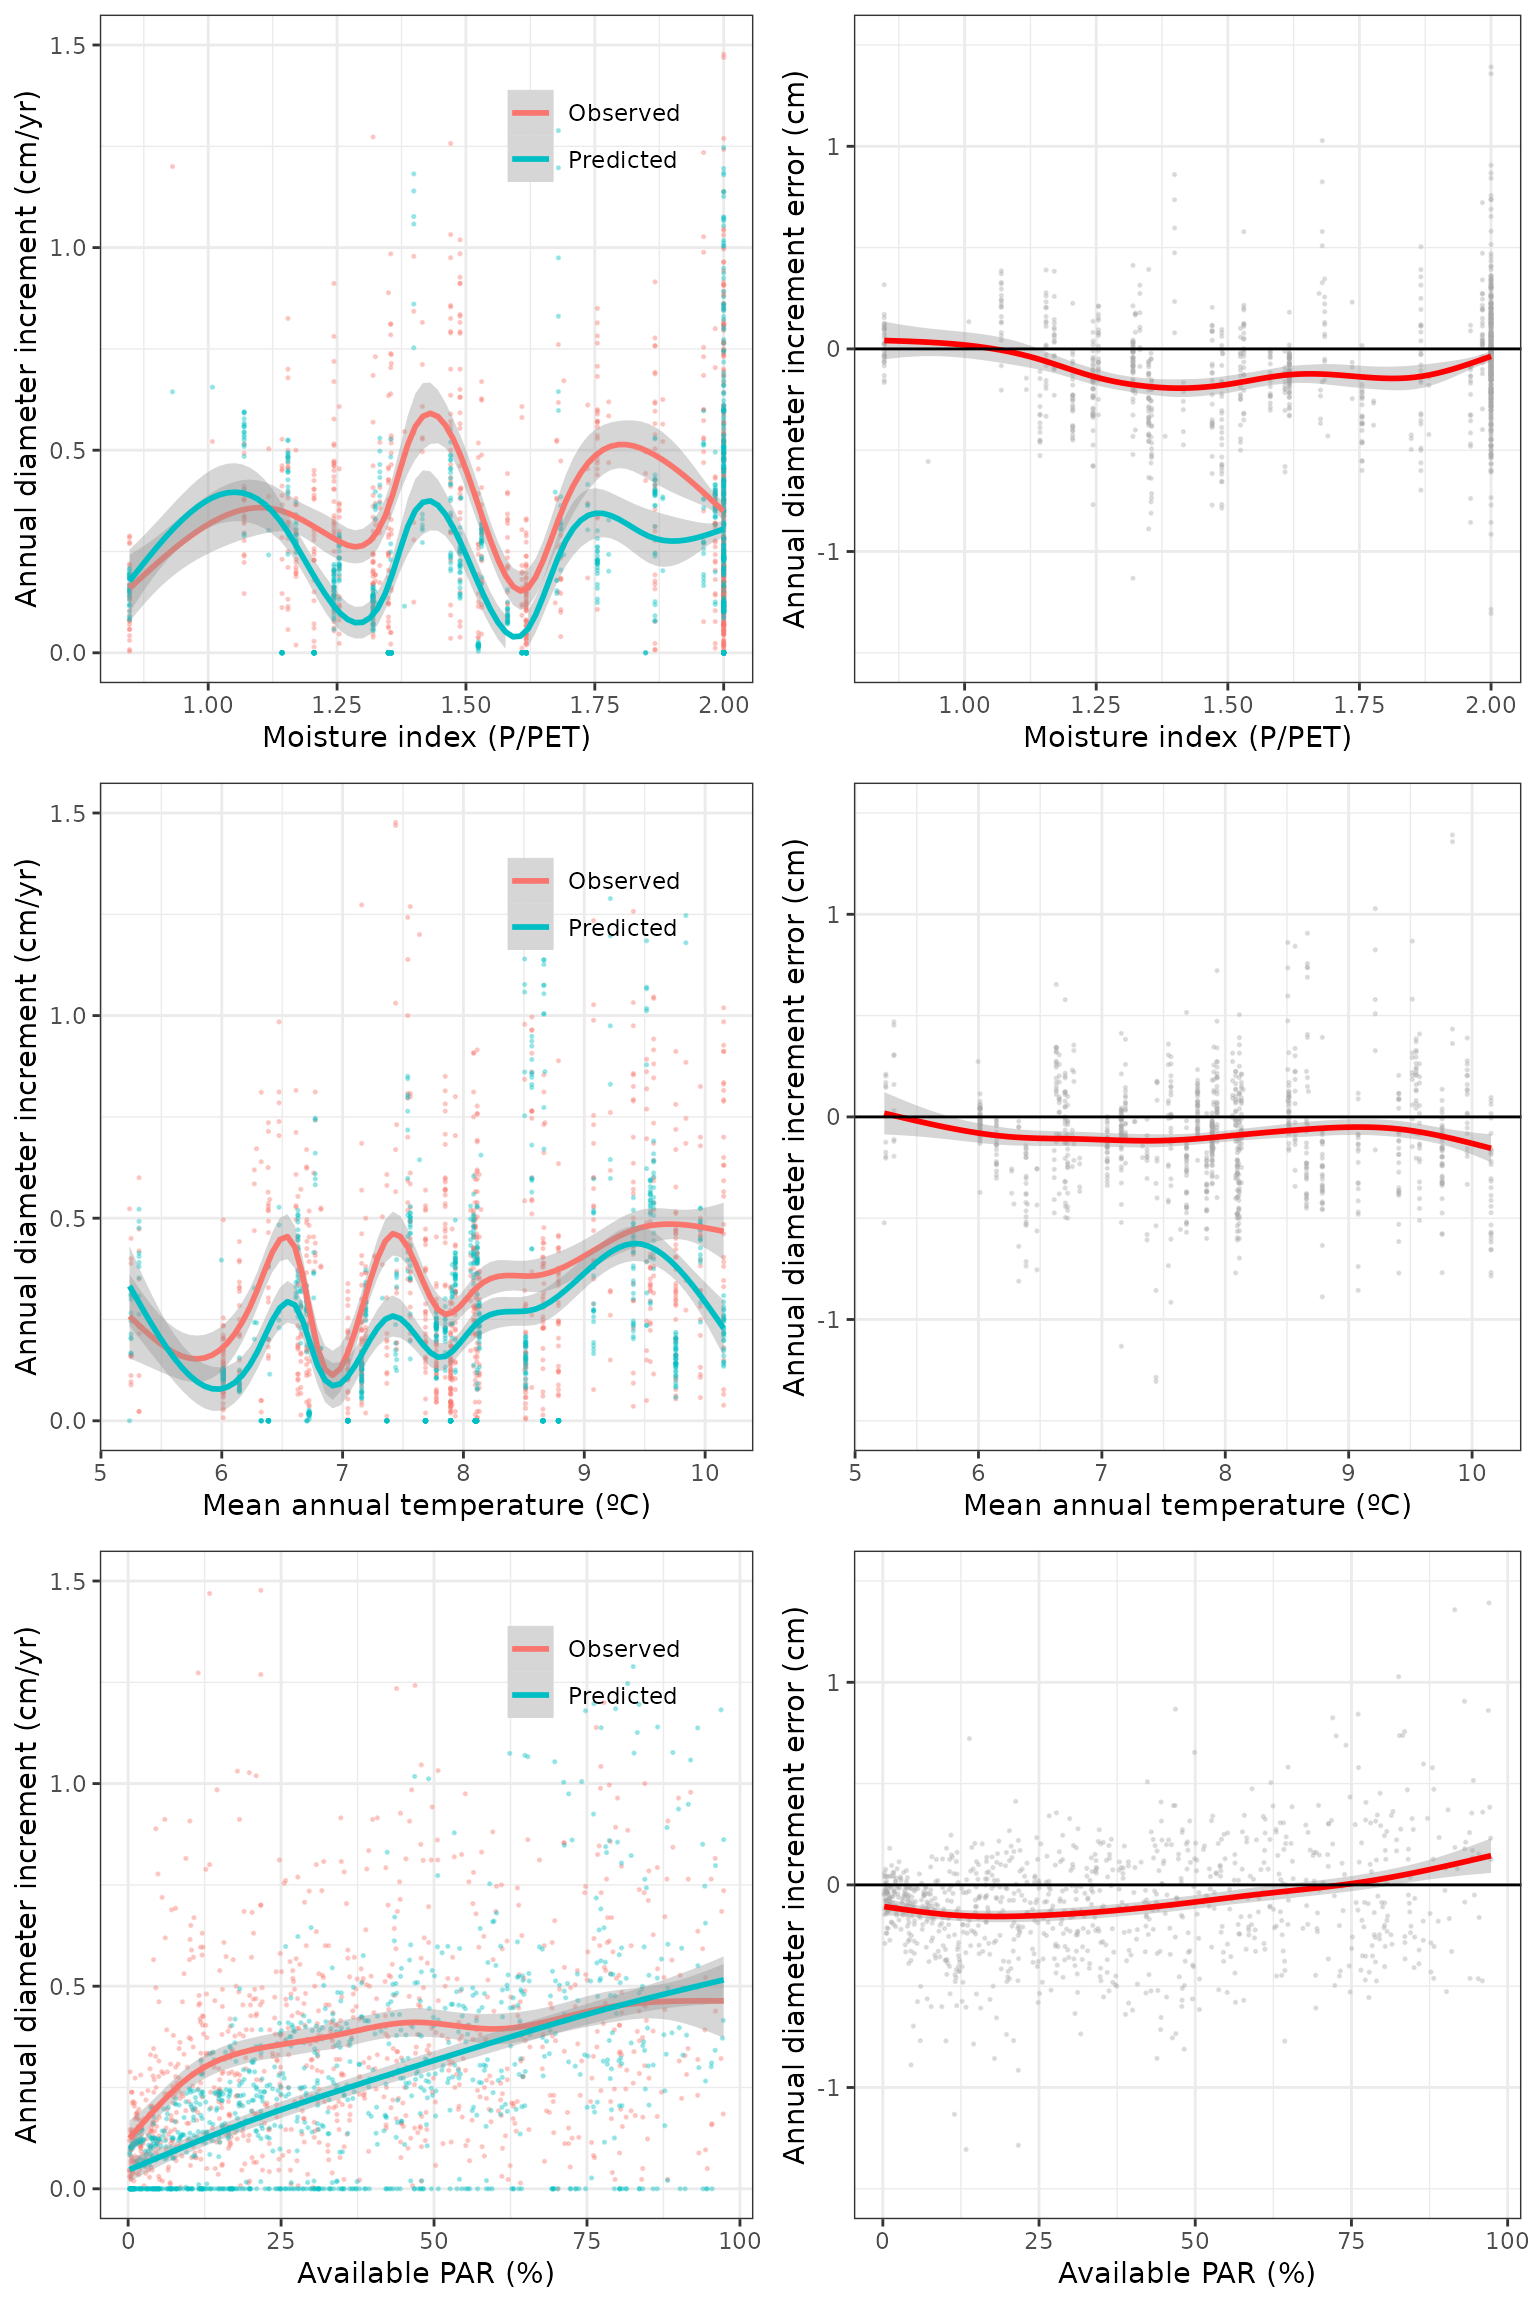 Annual diameter increment (cm/yr)
1.5
1.0
0.5
0.0
Observed
Predicted
1.00 1.25 1.50 1.75 2.00
Moisture index (P/PET)
Annual diameter increment error (cm)
1
0
-1
1.00 1.25 1.50 1.75 2.00
Moisture index (P/PET)
Annual diameter increment (cm/yr)
1.5
1.0
0.5
0.0
Observed
Predicted
5 6 7 8 9 10
Mean annual temperature (ºC)
Annual diameter increment error (cm)
1
0
-1
5 6 7 8 9 10
Mean annual temperature (ºC)
Annual diameter increment (cm/yr)
1.5
1.0
0.5
0.0
Observed
Predicted
0 25 50 75 100
Available PAR (%)
Annual diameter increment error (cm)
1
0
-1
0 25 50 75 100
Available PAR (%)